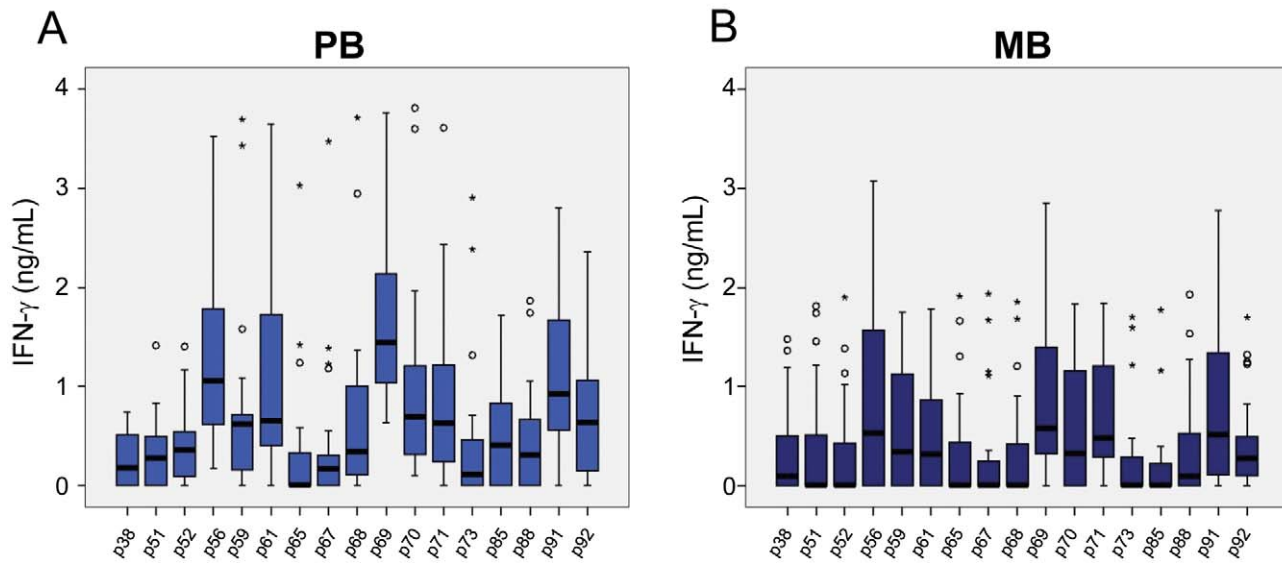 A
PB
IFN-γ (ng/mL)
4
3
2
1
0
p38
p51
p52
p56
p59
p61
p65
p67
p68
p69
p70
p71
p73
p85
p88
p91
p92
B
MB
IFN-γ (ng/mL)
4
3
2
1
0
p38
p51
p52
p56
p59
p61
p65
p67
p68
p69
p70
p71
p73
p85
p88
p91
p92